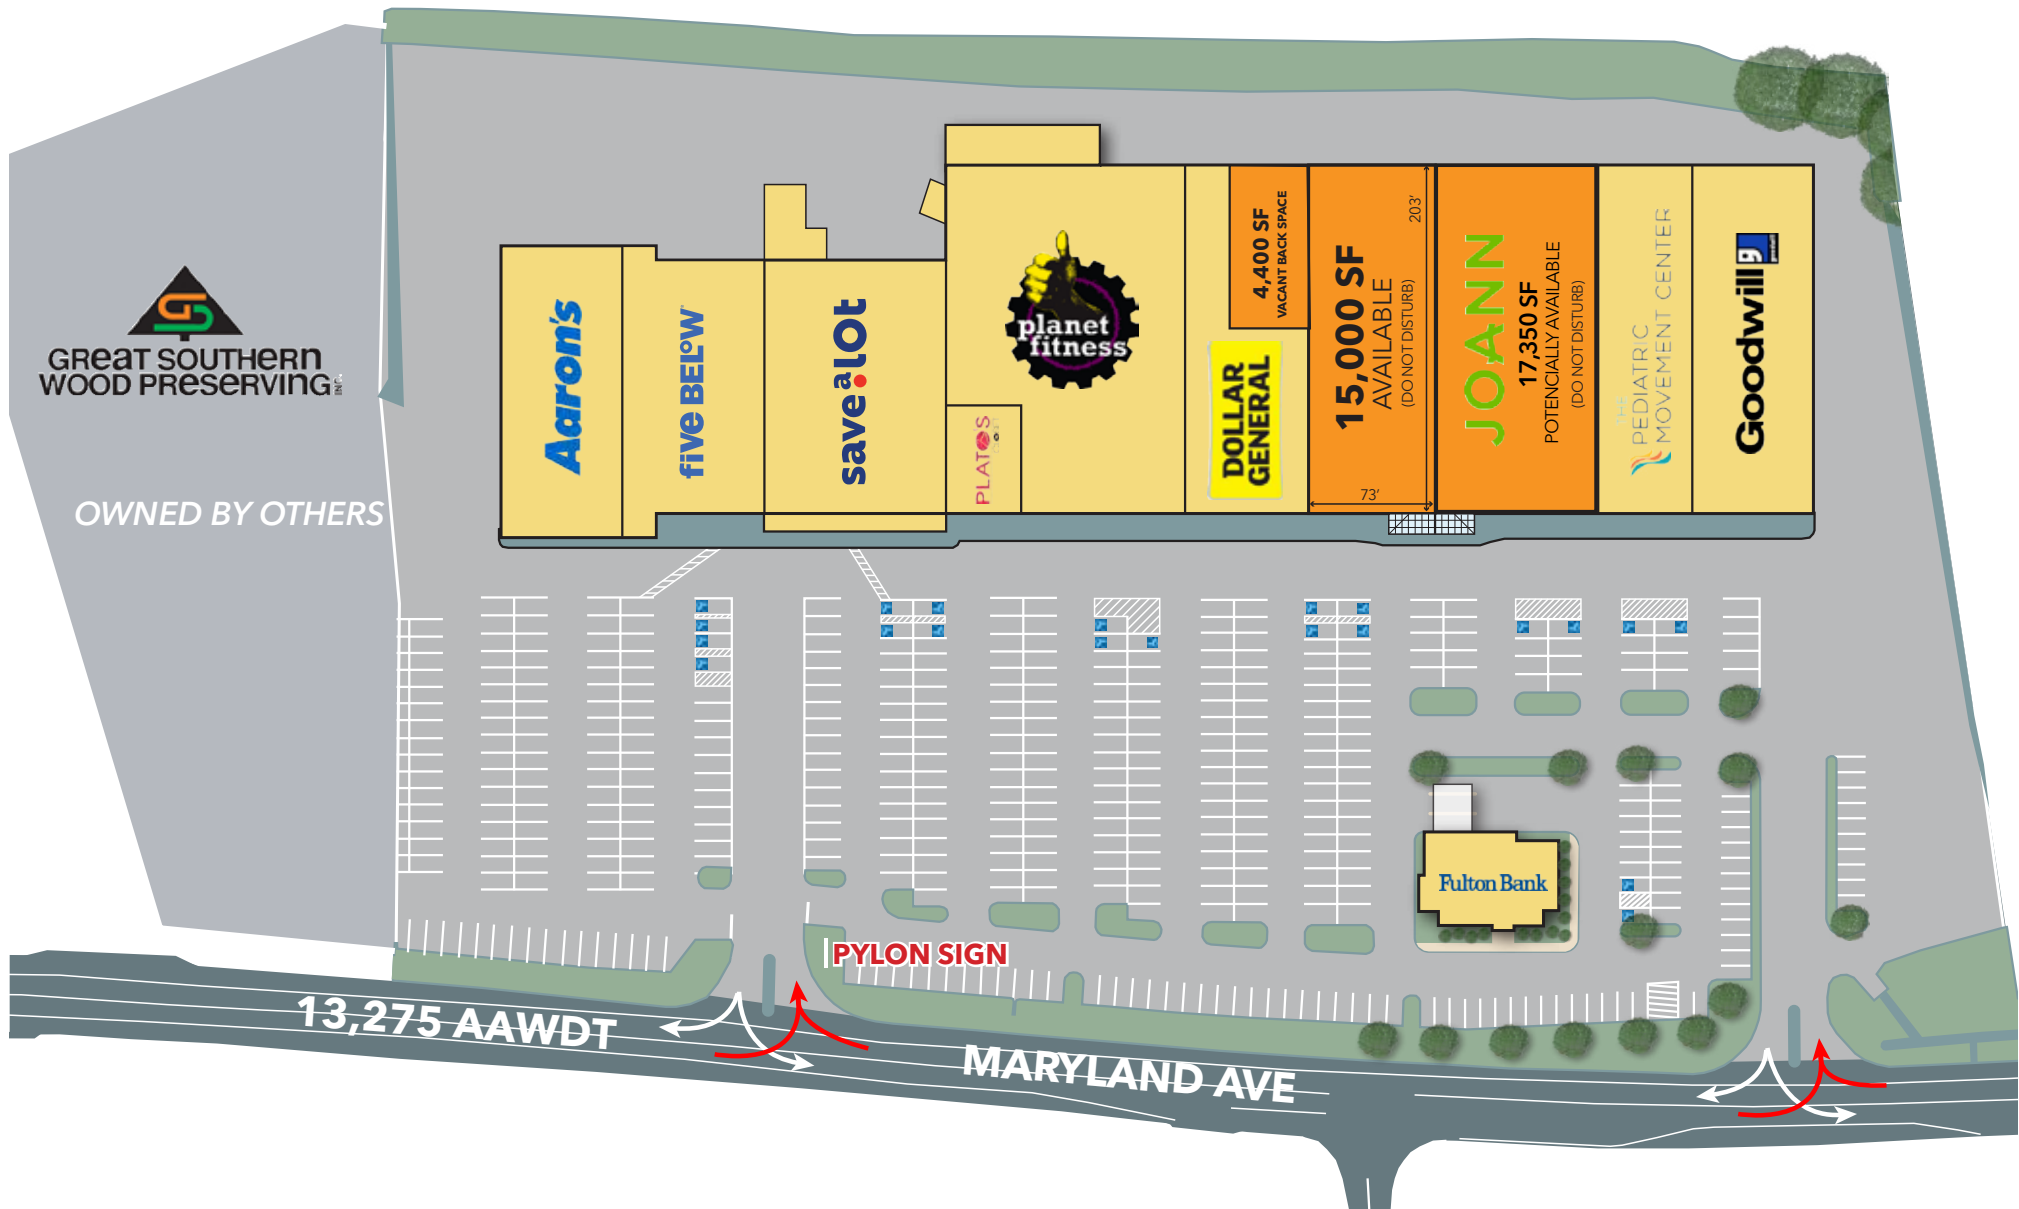 GREAT SOUTHERN
WOOD PRESERVING INC.
OWNED BY OTHERS
Aaron's
five BELOW
save a lot
PLATO'S
planet
fitness
DOLLAR
GENERAL
4,400 SF
VACANT BACK SPACE
15,000 SF
AVAILABLE
(DO NOT DISTURB)
203'
73'
JOANN
17,350 SF
POTENCIALLY AVAILABLE
(DO NOT DISTURB)
THE
PEDIATRIC
MOVEMENT CENTER
Goodwill
g
Fulton Bank
PYLON SIGN
13,275 AAWDT
MARYLAND AVE